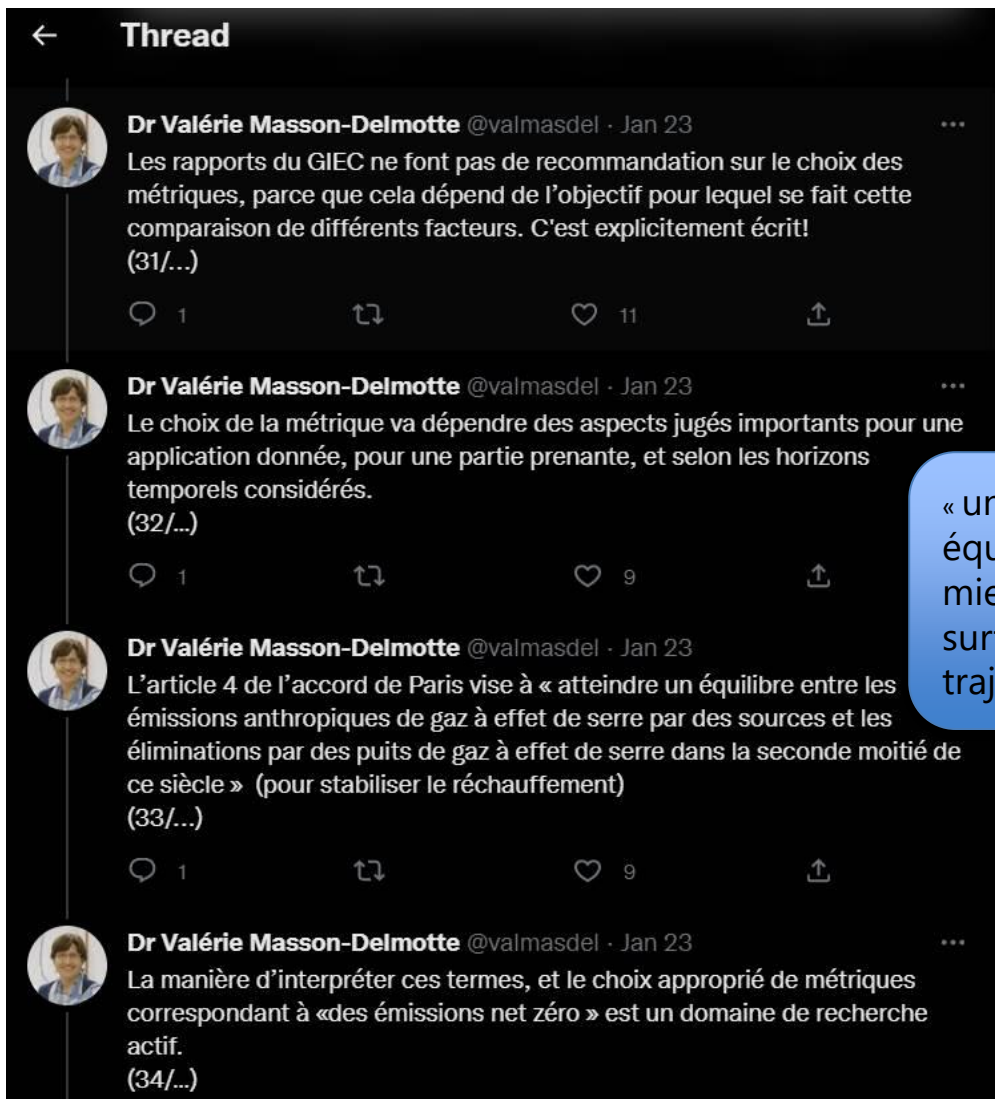 Thread
Dr Valérie Masson-Delmotte @valmasdel · Jan 23
Les rapports du GIEC ne font pas de recommandation sur le choix des
métriques, parce que cela dépend de l’objectif pour lequel se fait cette
comparaison de différents facteurs. C'est explicitement écrit!
(31/...)
1 11
Dr Valérie Masson-Delmotte @valmasdel · Jan 23
Le choix de la métrique va dépendre des aspects jugés importants pour une
application donnée, pour une partie prenante, et selon les horizons
temporels considérés.
(32/...)
1 9
Dr Valérie Masson-Delmotte @valmasdel · Jan 23
L’article 4 de l’accord de Paris vise à « atteindre un équilibre entre les
émissions anthropiques de gaz à effet de serre par des sources et les
éliminations par des puits de gaz à effet de serre dans la seconde moitié de
ce siècle » (pour stabiliser le réchauffement)
(33/...)
1 9
Dr Valérie Masson-Delmotte @valmasdel · Jan 23
La manière d’interpréter ces termes, et le choix approprié de métriques
correspondant à «des émissions net zéro » est un domaine de recherche
actif.
(34/...)
«